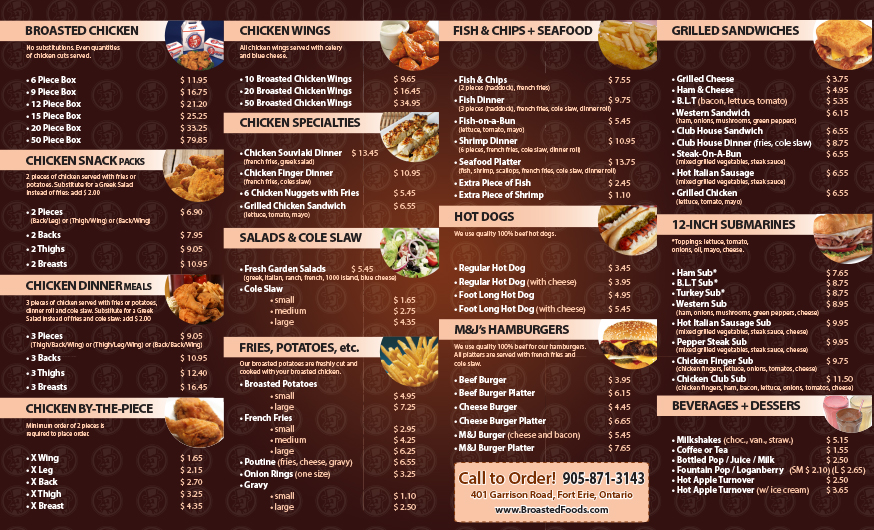 BROASTED CHICKEN
No substitutions. Even quantities
of chicken cuts served.
• 6 Piece Box $ 11.95
• 9 Piece Box $ 16.75
• 12 Piece Box $ 21.20
• 15 Piece Box $ 25.25
• 20 Piece Box $ 33.25
• 50 Piece Box $ 79.85
CHICKEN SNACK PACKS
2 pieces of chicken served with fries or
potatoes. Substitute for a Greek Salad
instead of fries: add $ 2.00
• 2 Pieces $ 6.90
(Back/Leg) or (Thigh/Wing) or (Back/Wing)
• 2 Backs $ 7.95
• 2 Thighs $ 9.05
• 2 Breasts $ 10.95
CHICKEN DINNER MEALS
3 pieces of chicken served with fries or potatoes,
dinner roll and cole slaw. Substitute for a Greek
Salad instead of fries and cole slaw: add $ 2.00
• 3 Pieces $ 9.05
(Thigh/Back/Wing) or (Thigh/Leg/Wing) or (Back/Back/Wing)
• 3 Backs $ 10.95
• 3 Thighs $ 12.40
• 3 Breasts $ 16.45
CHICKEN BY-THE-PIECE
Minimum order of 2 pieces is
required to place order.
• X Wing $ 1.65
• X Leg $ 2.15
• X Back $ 2.70
• X Thigh $ 3.25
• X Breast $ 4.35
CHICKEN WINGS
All chicken wings served with celery
and blue cheese.
• 10 Broasted Chicken Wings $ 9.65
• 20 Broasted Chicken Wings $ 16.45
• 50 Broasted Chicken Wings $ 34.95
CHICKEN SPECIALTIES
• Chicken Souvlaki Dinner $ 13.45
(french fries, greek salad)
• Chicken Finger Dinner $ 10.95
(french fries, coles slaw)
• 6 Chicken Nuggets with Fries $ 5.45
• Grilled Chicken Sandwich $ 6.55
(lettuce, tomato, mayo)
SALADS & COLE SLAW
• Fresh Garden Salads $ 5.45
(greek, italian, ranch, french, 1000 island, blue cheese)
• Cole Slaw
• small $ 1.65
• medium $ 2.75
• large $ 4.35
FRIES, POTATOES, etc.
Our broasted potatoes are freshly cut and
cooked with your broasted chicken.
• Broasted Potatoes
• small $ 4.95
• large $ 7.25
• French Fries
• small $ 2.95
• medium $ 4.25
• large $ 6.25
• Poutine (fries, cheese, gravy) $ 6.55
• Onion Rings (one size) $ 3.25
• Gravy
• small $ 1.10
• large $ 2.50
FISH & CHIPS + SEAFOOD
• Fish & Chips $ 7.55
(2 pieces (haddock), french fries)
• Fish Dinner $ 9.75
(3 pieces (haddock), french fries, cole slaw, dinner roll)
• Fish-on-a-Bun $ 5.45
(lettuce, tomato, mayo)
• Shrimp Dinner $ 10.95
(6 pieces, french fries, cole slaw, dinner roll)
• Seafood Platter $ 13.75
(fish, shrimp, scallops, french fries, cole slaw, dinner roll)
• Extra Piece of Fish $ 2.45
• Extra Piece of Shrimp $ 1.10
HOT DOGS
We use quality 100% beef hot dogs.
• Regular Hot Dog $ 3.45
• Regular Hot Dog (with cheese) $ 3.95
• Foot Long Hot Dog $ 4.95
• Foot Long Hot Dog (with cheese) $ 5.45
M&J's HAMBURGERS
We use quality 100% beef for our hamburgers.
All platters are served with french fries and
cole slaw.
• Beef Burger $ 3.95
• Beef Burger Platter $ 6.15
• Cheese Burger $ 4.45
• Cheese Burger Platter $ 6.65
• M&J Burger (cheese and bacon) $ 5.45
• M&J Burger Platter $ 7.65
Call to Order! 905-871-3143
401 Garrison Road, Fort Erie, Ontario
www.BroastedFoods.com
GRILLED SANDWICHES
• Grilled Cheese $ 3.75
• Ham & Cheese $ 4.95
• B.L.T (bacon, lettuce, tomato) $ 5.35
• Western Sandwich $ 6.15
(ham, onions, mushrooms, green peppers)
• Club House Sandwich $ 6.55
• Club House Dinner (fries, cole slaw) $ 8.75
• Steak-On-A-Bun $ 6.55
(mixed grilled vegetables, steak sauce)
• Hot Italian Sausage $ 6.55
(mixed grilled vegetables, steak sauce)
• Grilled Chicken $ 6.55
(lettuce, tomato, mayo)
12-INCH SUBMARINES
*Toppings: lettuce, tomato,
onions, oil, mayo, cheese.
• Ham Sub* $ 7.65
• B.L.T Sub* $ 8.75
• Turkey Sub* $ 8.75
• Western Sub $ 8.95
(ham, onions, mushrooms, green peppers, cheese)
• Hot Italian Sausage Sub $ 9.95
(mixed grilled vegetables, steak sauce, cheese)
• Pepper Steak Sub $ 9.95
(mixed grilled vegetables, steak sauce, cheese)
• Chicken Finger Sub $ 9.75
(chicken fingers, lettuce, onions, tomatos, cheese)
• Chicken Club Sub $ 11.50
(chicken fingers, ham, bacon, lettuce, onions, tomatos, cheese)
BEVERAGES + DESSERTS
• Milkshakes (choc., van., straw.) $ 5.15
• Coffee or Tea $ 1.55
• Bottled Pop / Juice / Milk $ 2.50
• Fountain Pop / Loganberry (SM $ 2.10) (L $ 2.65)
• Hot Apple Turnover $ 2.50
• Hot Apple Turnover (w/ ice cream) $ 3.65